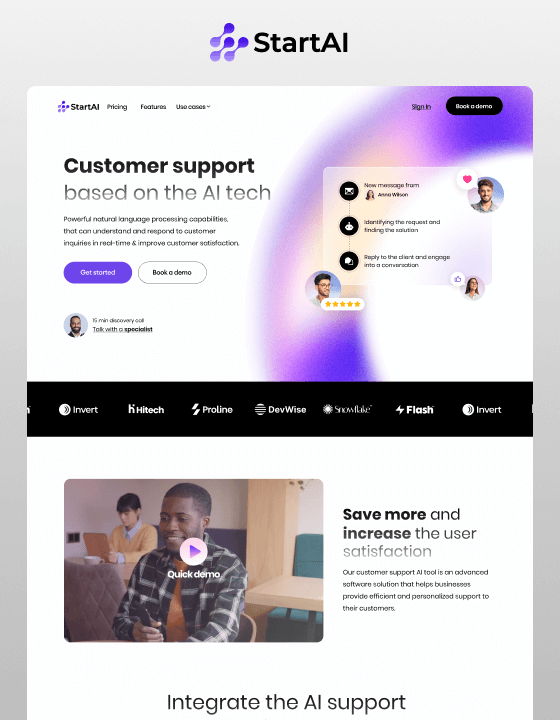 StartAI
StartAI Pricing Features Use cases Sign In Book a demo
Customer support
based on the AI tech
Powerful natural language processing capabilities,
that can understand and respond to customer
inquiries in real-time & improve customer satisfaction.
Get started Book a demo
15 min discovery call
Talk with a specialist
New message from
Anna Wilson
Identifying the request and
finding the solution
Reply to the client and engage
into a conversation
Invert Hitech Proline DevWise Snowflake Flash Invert
Quick demo
Save more and
increase the user
satisfaction
Our customer support AI tool is an advanced
software solution that helps businesses
provide efficient and personalized support to
their customers.
Integrate the AI support